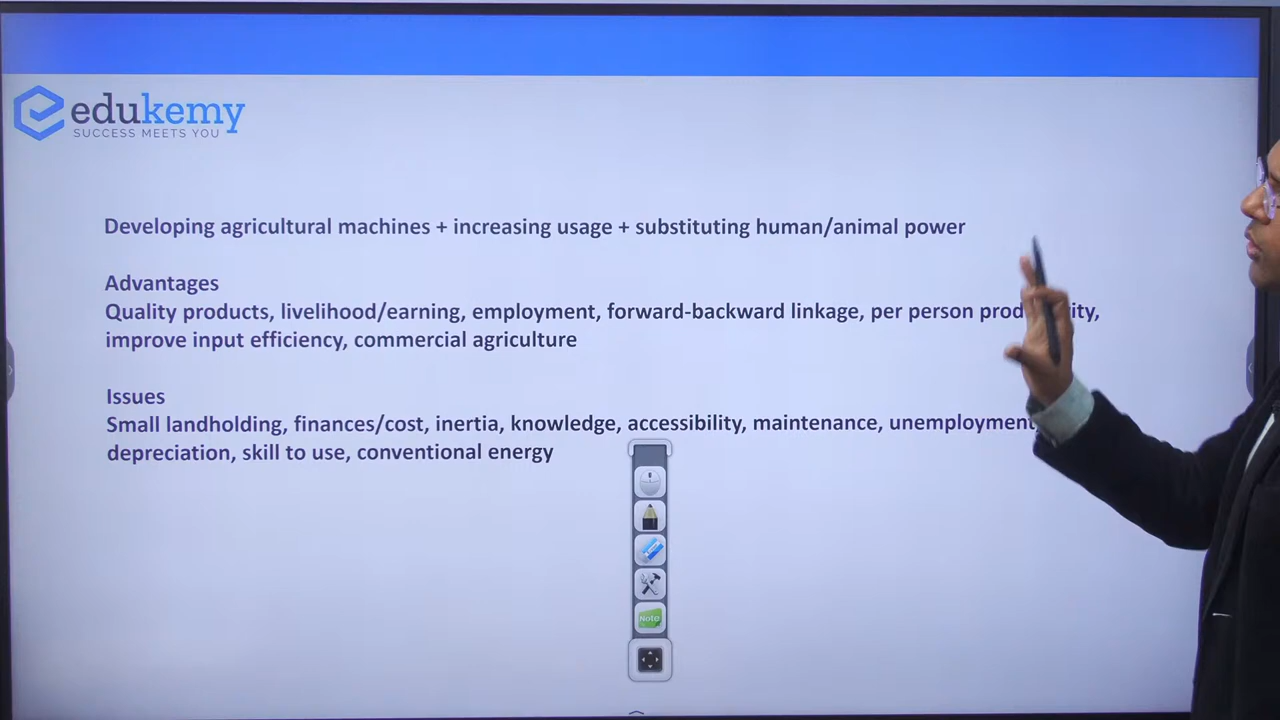 edukemy
SUCCESS MEETS YOU
Developing agricultural machines + increasing usage + substituting human/animal power
Advantages
Quality products, livelihood/earning, employment, forward-backward linkage, per person
improve input efficiency, commercial agriculture
Issues
Small landholding, finances/cost, inertia, knowledge, accessibility, maintenance, unemployment
depreciation, skill to use, conventional energy
Note